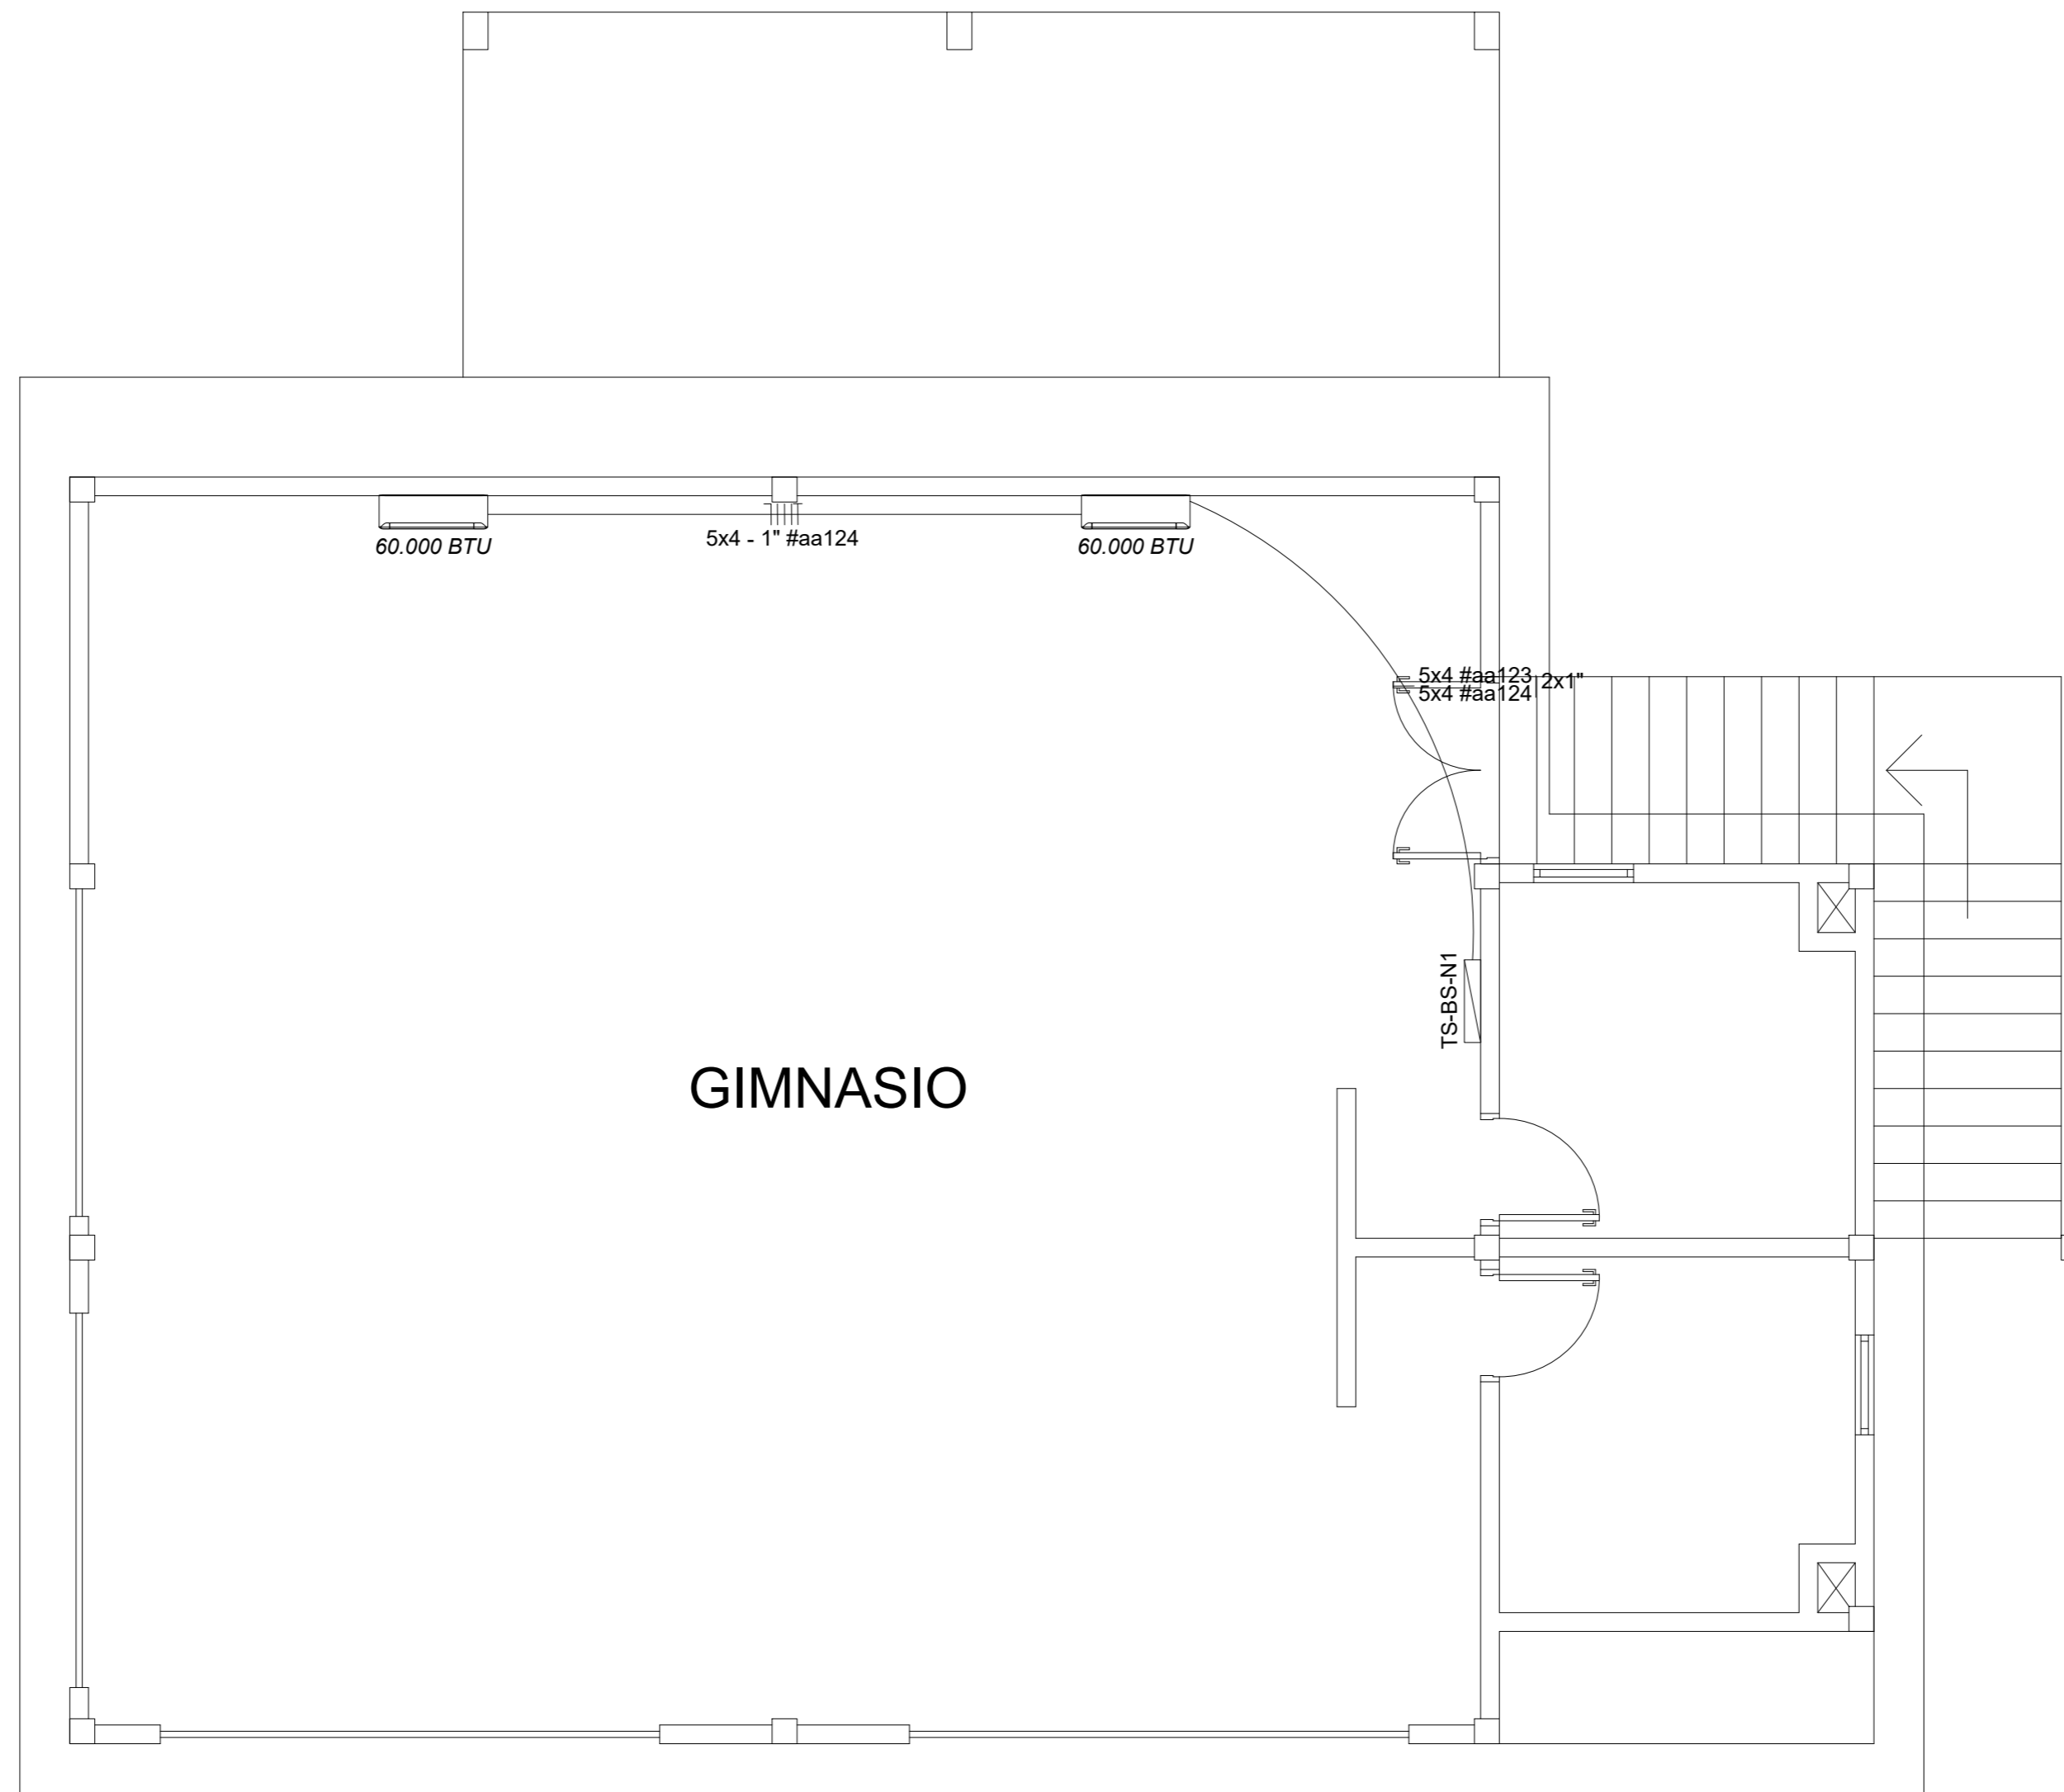 5x4 - 1" #aa124
60.000 BTU
60.000 BTU
5x4 #aa123
5x4 #aa124
2x1"
TS-BS-N1
GIMNASIO